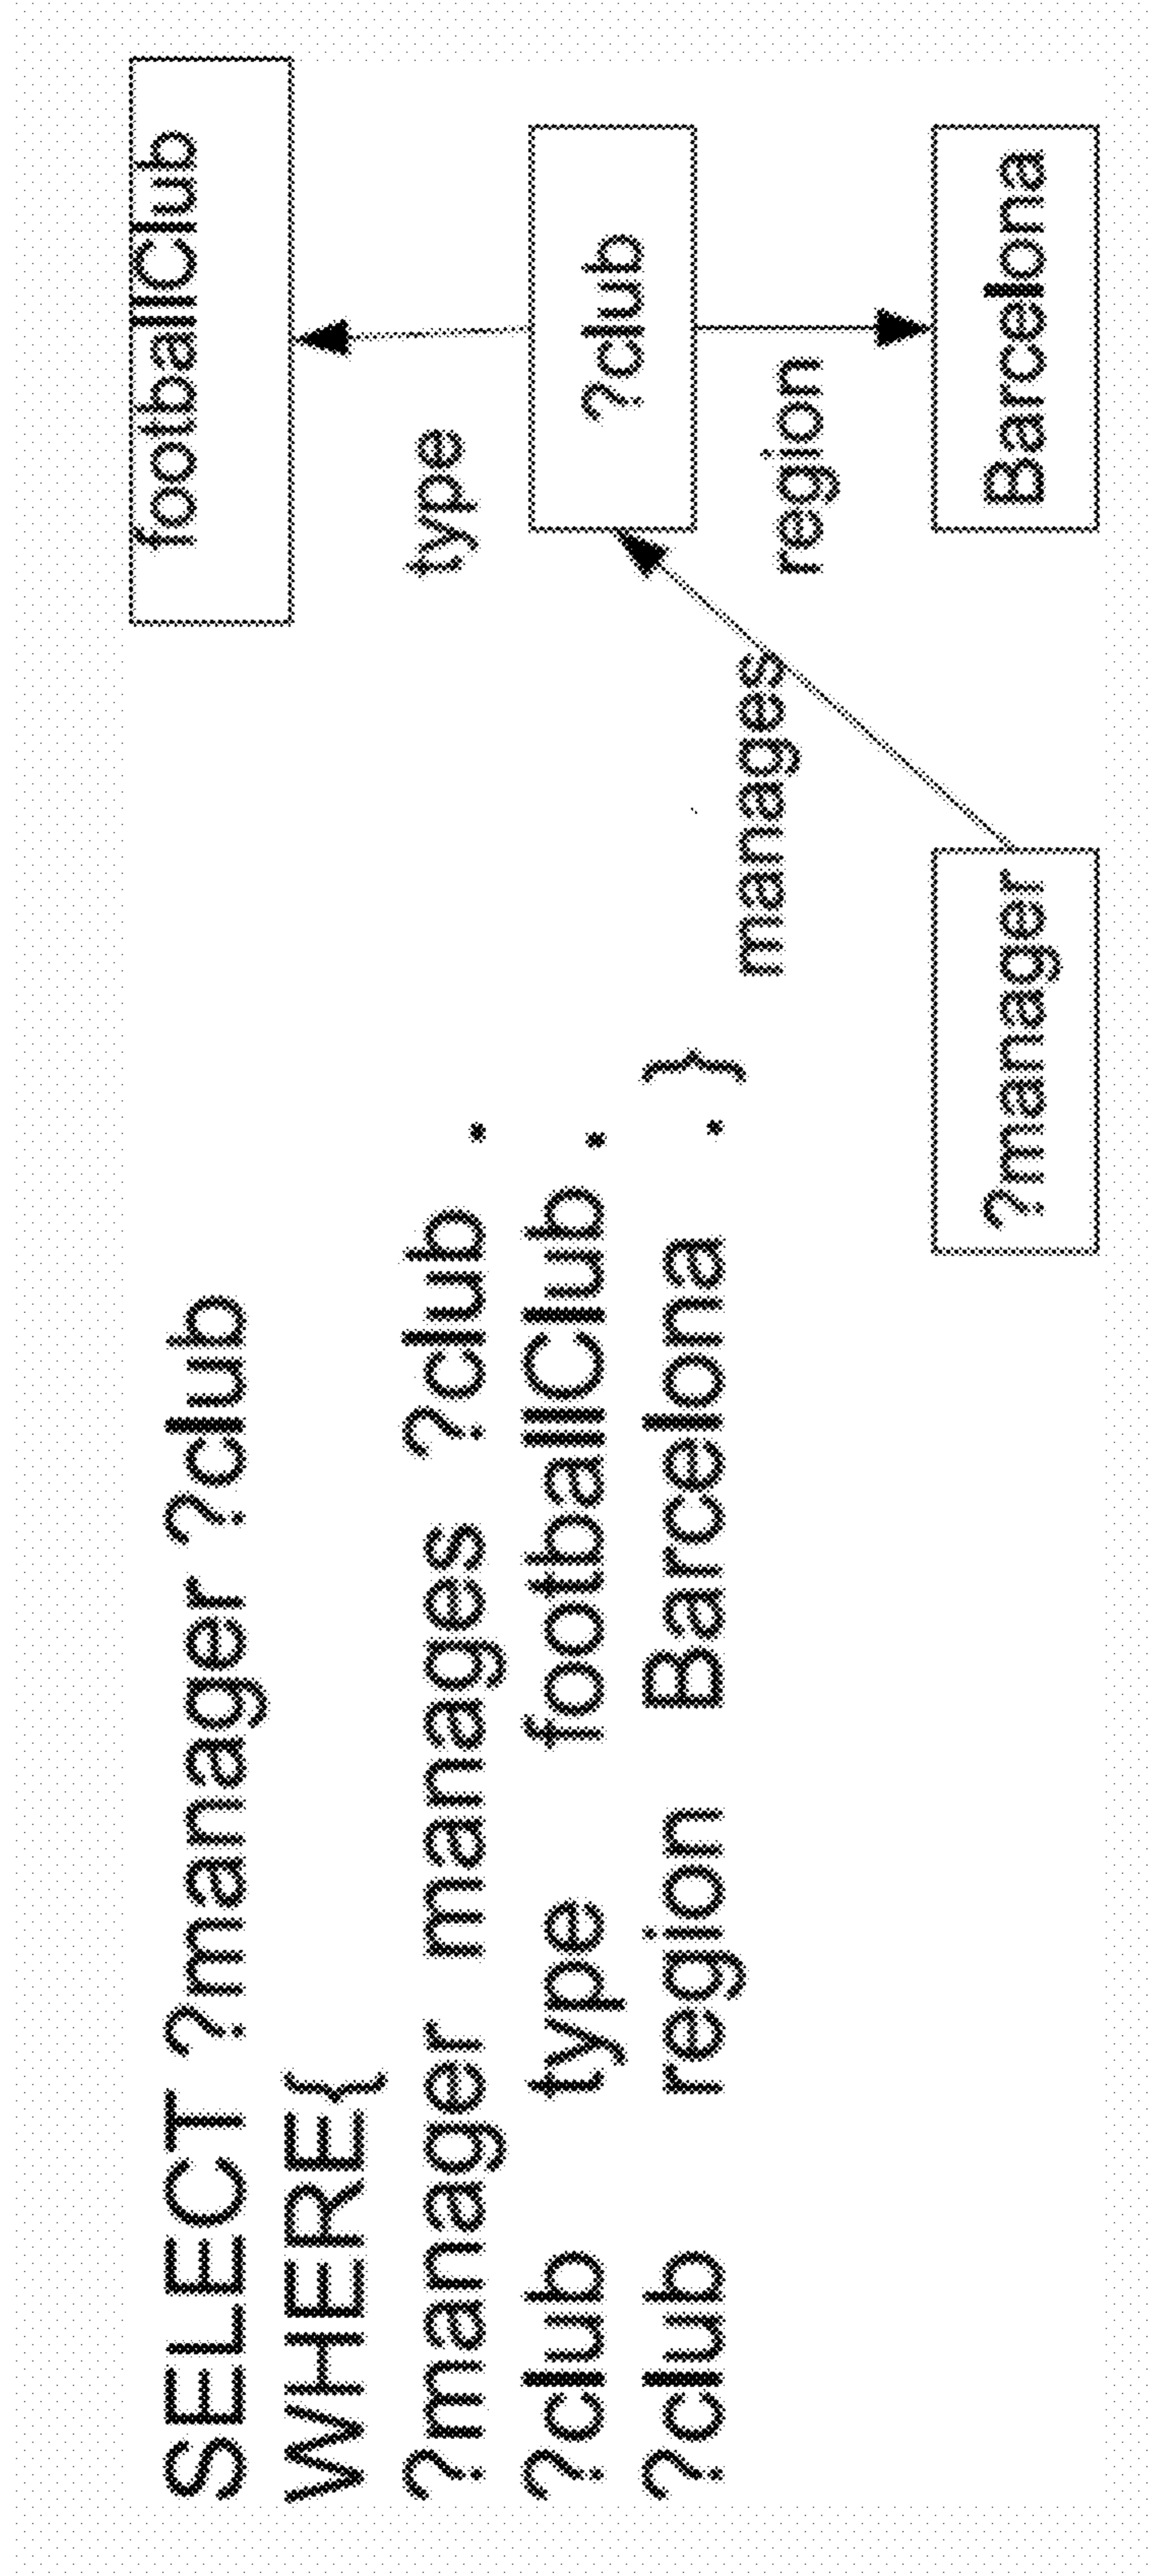 SELECT ?manager ?club
WHERE{
?manager manages ?club .
?club type footballClub .
?club region Barcelona . }
footballClub
type
?club
region
manages
?manager
Barcelona